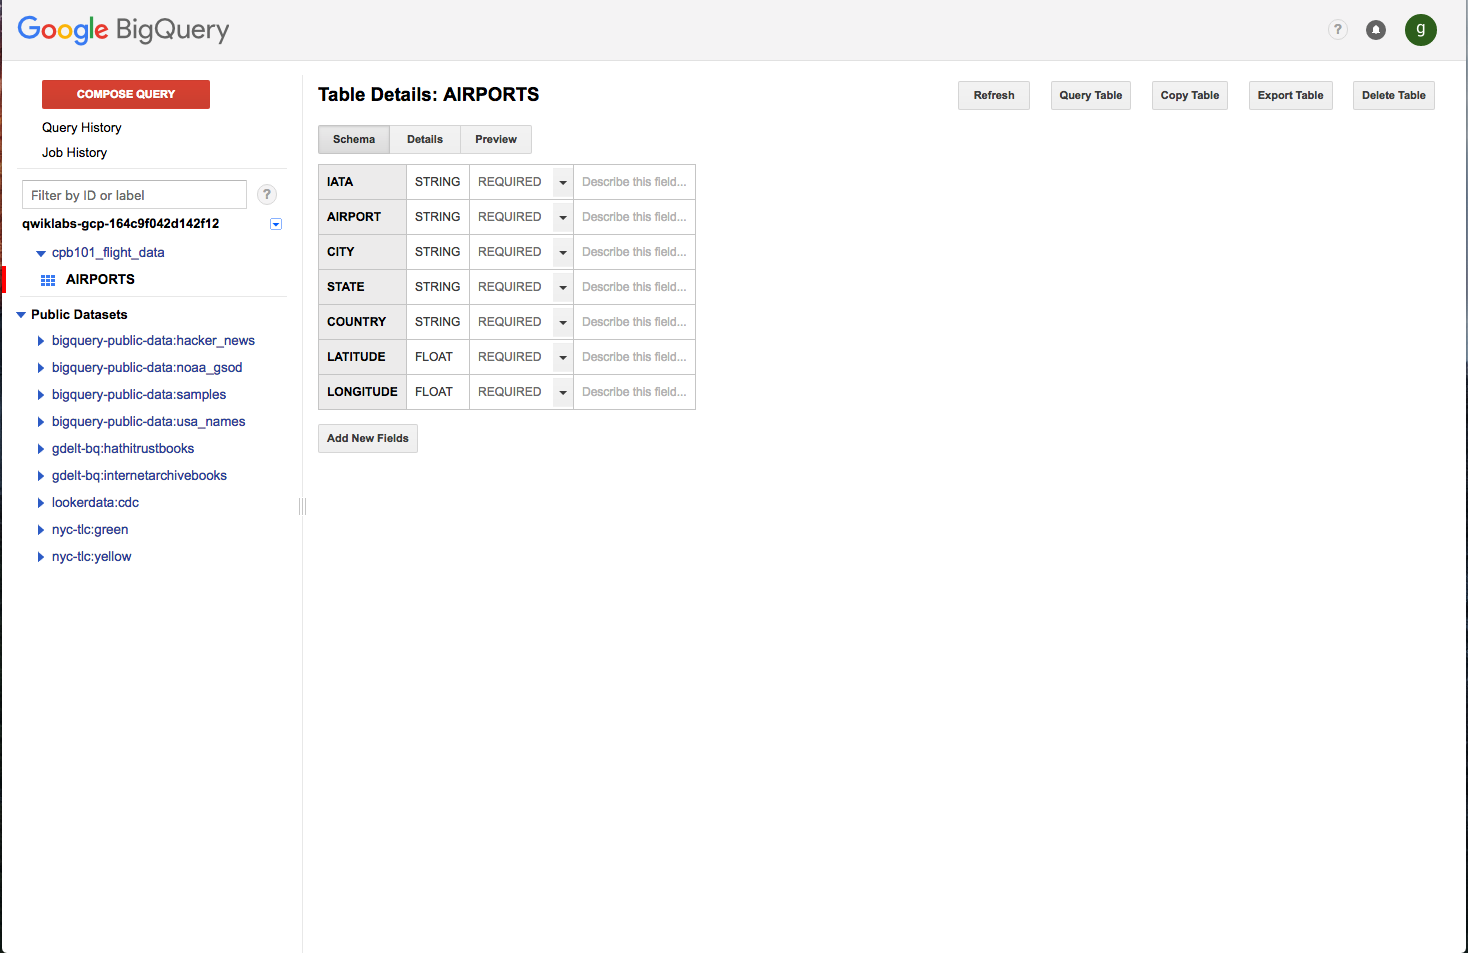 Google BigQuery
?
g
COMPOSE QUERY
Query History
Job History
Filter by ID or label
?
qwiklabs-gcp-164c9f042d142f12
cpb101_flight_data
AIRPORTS
Public Datasets
bigquery-public-data:hacker_news
bigquery-public-data:noaa_gsod
bigquery-public-data:samples
bigquery-public-data:usa_names
gdelt-bq:hathitrustbooks
gdelt-bq:internetarchivebooks
lookerdata:cdc
nyc-tlc:green
nyc-tlc:yellow
Table Details: AIRPORTS
Refresh Query Table Copy Table Export Table Delete Table
Schema Details Preview
IATA STRING REQUIRED Describe this field...
AIRPORT STRING REQUIRED Describe this field...
CITY STRING REQUIRED Describe this field...
STATE STRING REQUIRED Describe this field...
COUNTRY STRING REQUIRED Describe this field...
LATITUDE FLOAT REQUIRED Describe this field...
LONGITUDE FLOAT REQUIRED Describe this field...
Add New Fields